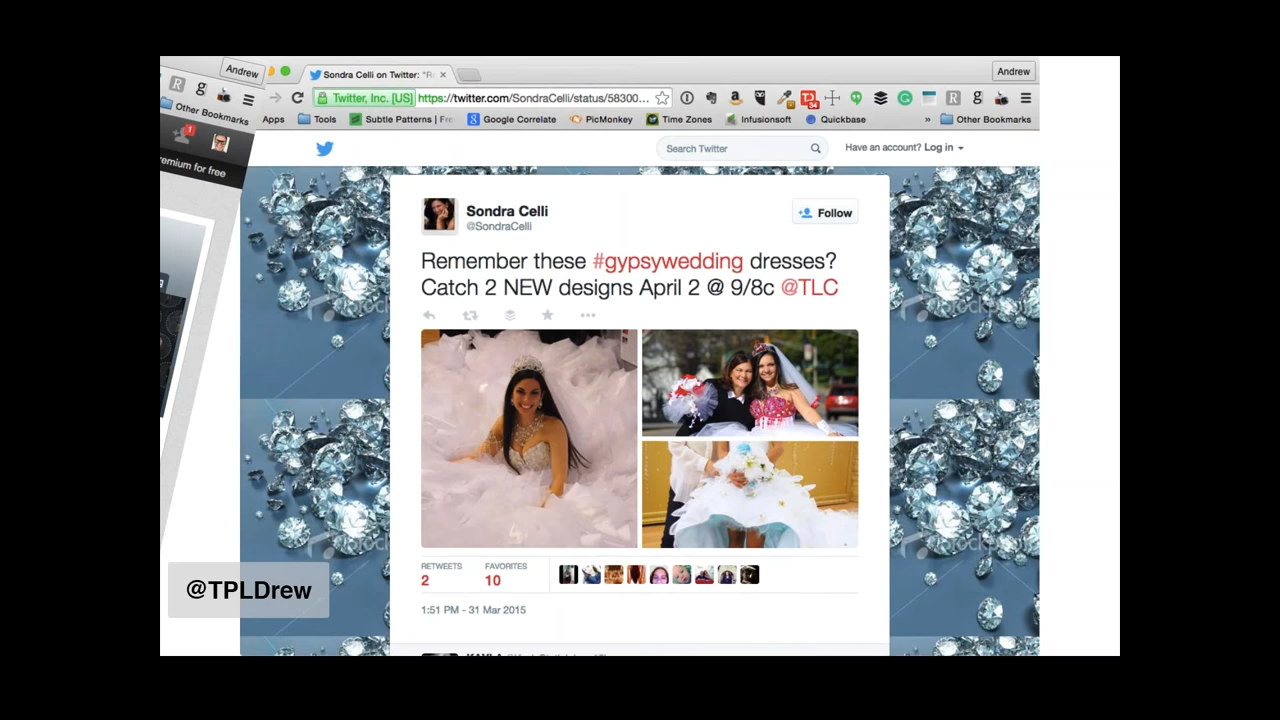 Andrew
Sondra Celli on Twitter: "R
Andrew
Twitter, Inc. [US] https://twitter.com/SondraCelli/status/58300...
Other Bookmarks
Apps Tools Subtle Patterns | Fre Google Correlate PicMonkey Time Zones Infusionsoft Quickbase » Other Bookmarks
1
emium for free
Search Twitter
Have an account? Log in
Sondra Celli
@SondraCelli
Follow
Remember these #gypsywedding dresses?
Catch 2 NEW designs April 2 @ 9/8c @TLC
RETWEETS FAVORITES
2 10
@TPLDrew
1:51 PM - 31 Mar 2015